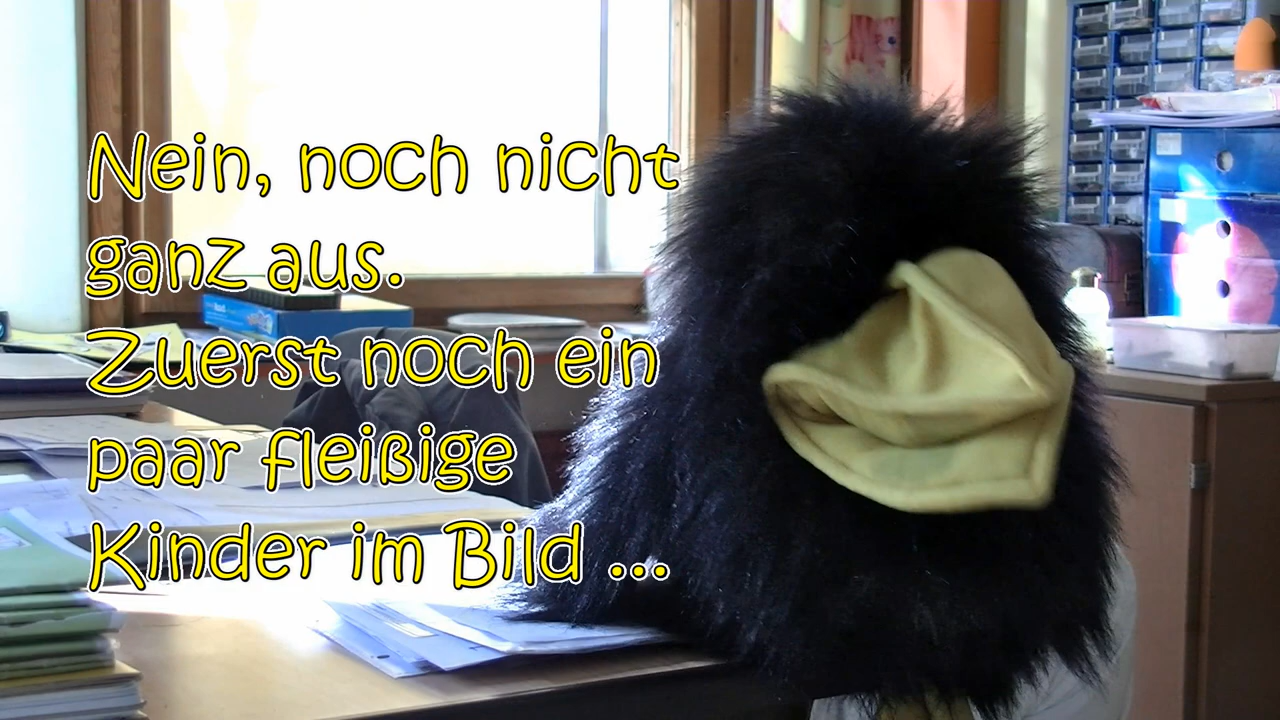 Nein, noch nicht
ganz aus.
Zuerst noch ein
paar fleißige
Kinder im Bild ...